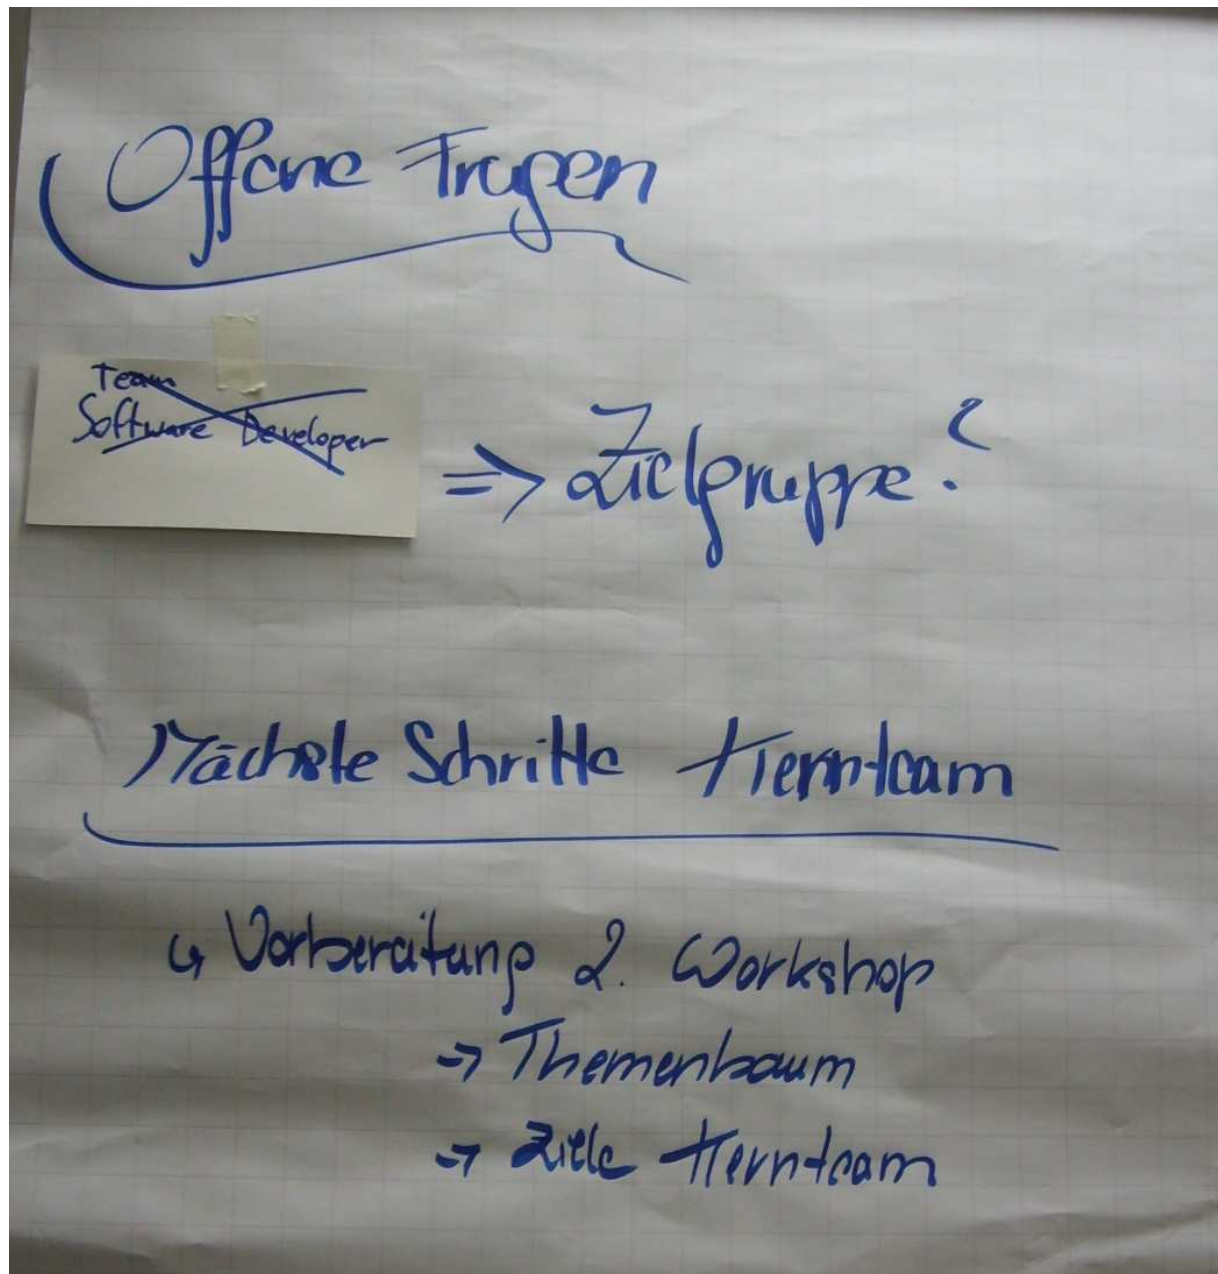 Offene Fragen
Team
Software Developer
=> Zielgruppe?
Nächste Schritte Kernteam
↳ Vorbereitung 2. Workshop
-> Themenbaum
-> Ziele Kernteam